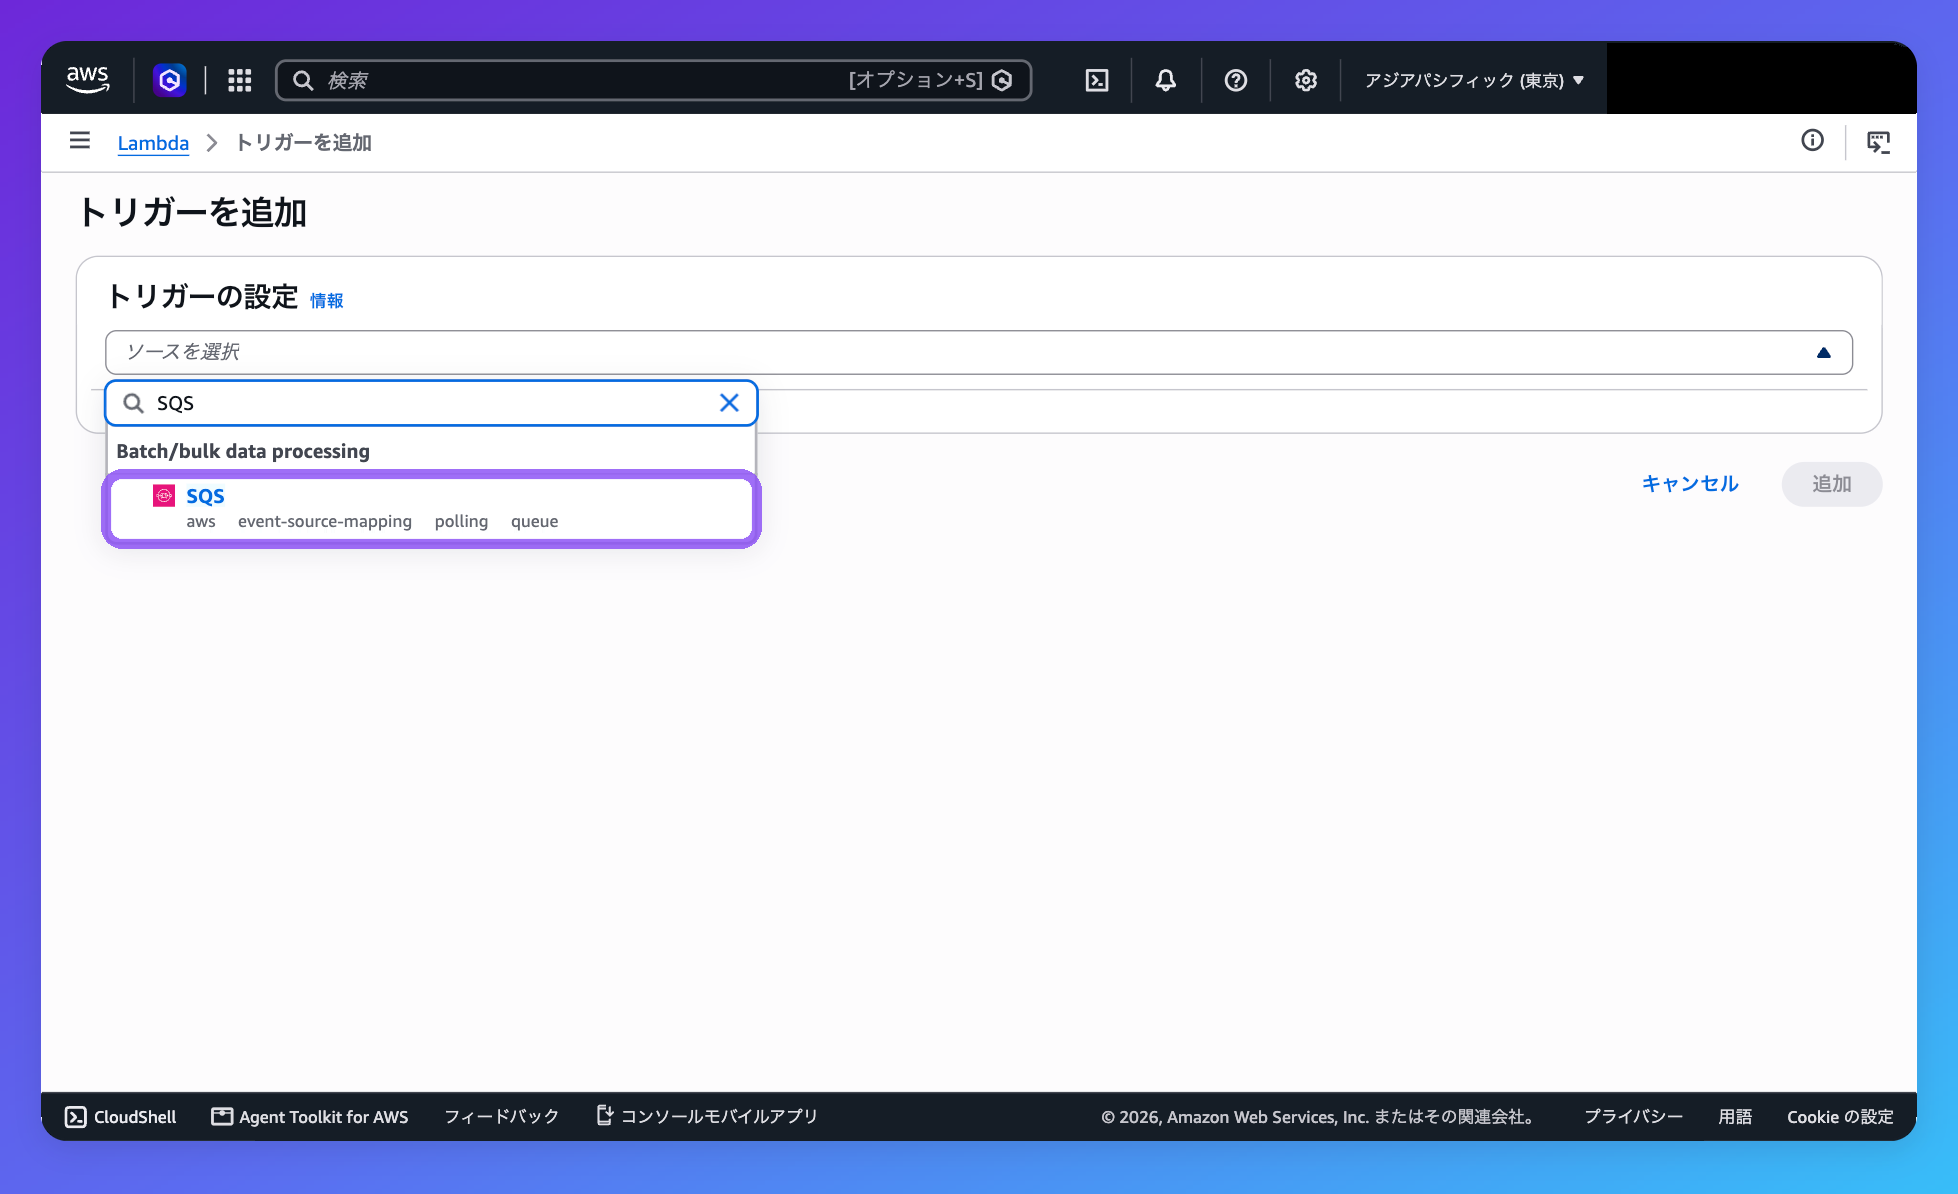 aws
検索
[オプション+S]
アジアパシフィック (東京) ▼
Lambda > トリガーを追加
トリガーを追加
トリガーの設定 情報
ソースを選択
SQS
Batch/bulk data processing
SQS
aws event-source-mapping polling queue
キャンセル
追加
CloudShell Agent Toolkit for AWS フィードバック コンソールモバイルアプリ © 2026, Amazon Web Services, Inc. またはその関連会社。 プライバシー 用語 Cookie の設定